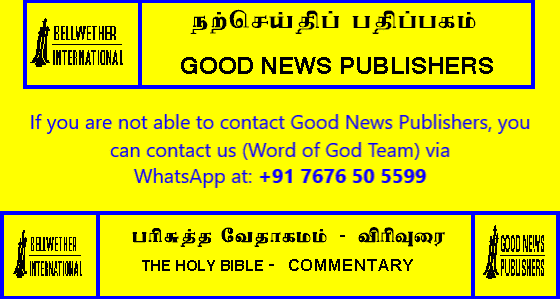 BELLWETHER
INTERNATIONAL
நற்செய்திப் பதிப்பகம்
GOOD NEWS PUBLISHERS
If you are not able to contact Good News Publishers, you
can contact us (Word of God Team) via
WhatsApp at: +91 7676 50 5599
BELLWETHER
INTERNATIONAL
பரிசுத்த வேதாகமம் - விரிவுரை
THE HOLY BIBLE - COMMENTARY
GOOD NEWS
PUBLISHERS